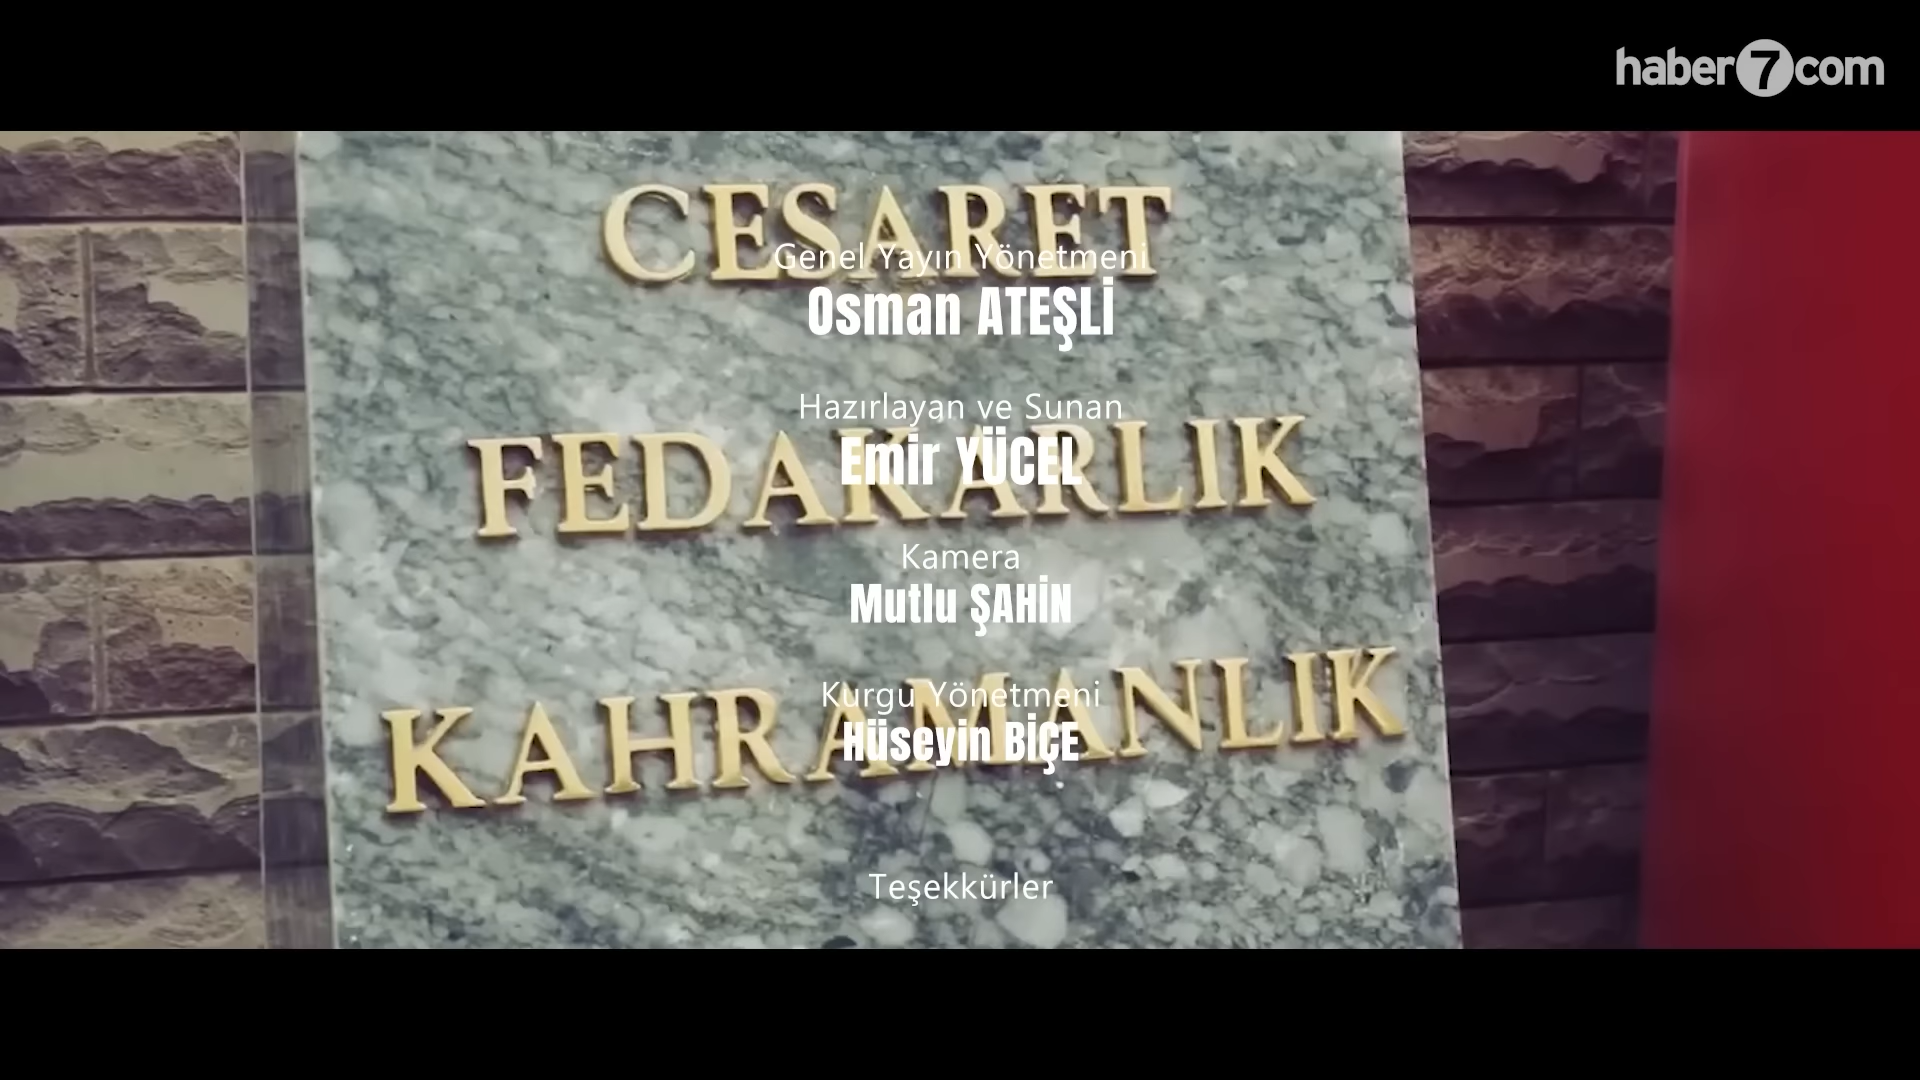 haber7com
CESARET
Genel Yayın Yönetmeni
Osman ATEŞLİ
Hazırlayan ve Sunan
FEDAKARLIK
Emir YÜCEL
Kamera
Mutlu ŞAHİN
KAHRAMANLIK
Kurgu Yönetmeni
Hüseyin BİÇE
Teşekkürler